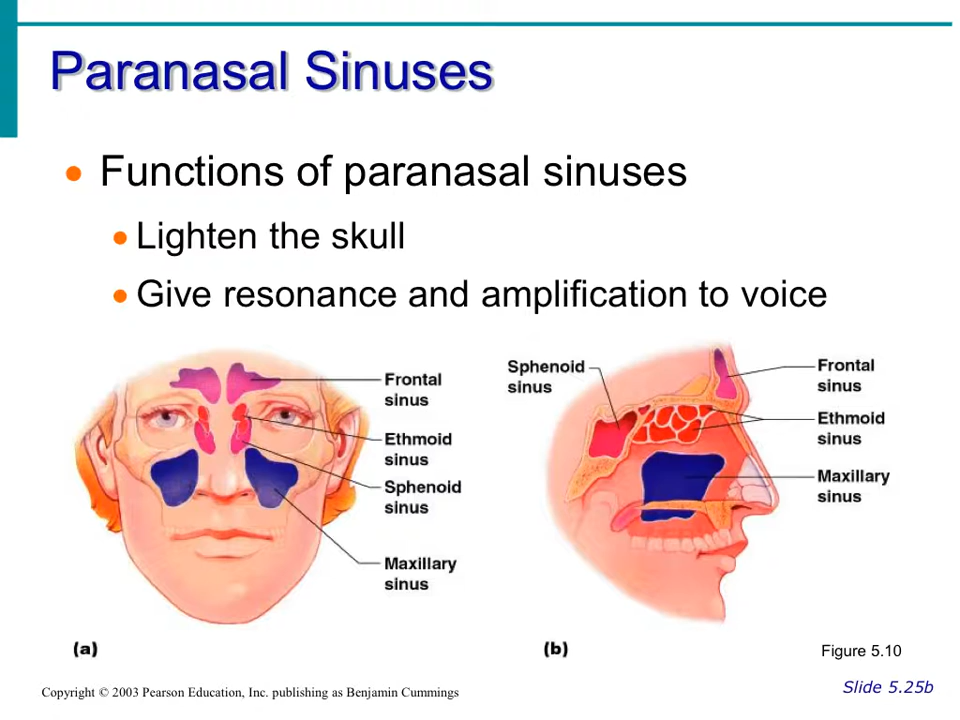 Paranasal Sinuses
• Functions of paranasal sinuses
• Lighten the skull
• Give resonance and amplification to voice
Frontal
sinus
Ethmoid
sinus
Sphenoid
sinus
Maxillary
sinus
(a)
Sphenoid
sinus
Frontal
sinus
Ethmoid
sinus
Maxillary
sinus
(b)
Figure 5.10
Copyright © 2003 Pearson Education, Inc. publishing as Benjamin Cummings
Slide 5.25b